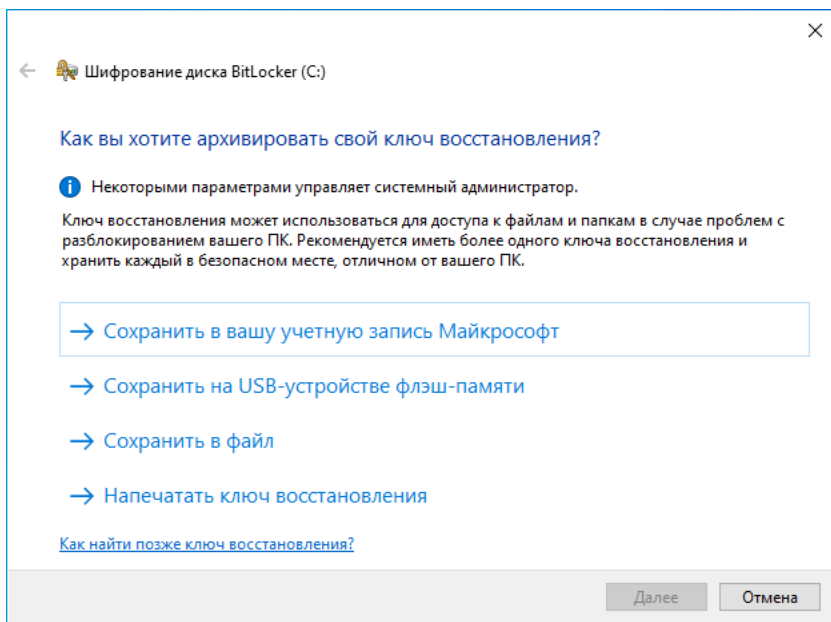 Шифрование диска BitLocker (C:)
Как вы хотите архивировать свой ключ восстановления?
Некоторыми параметрами управляет системный администратор.
Ключ восстановления может использоваться для доступа к файлам и папкам в случае проблем с
разблокированием вашего ПК. Рекомендуется иметь более одного ключа восстановления и
хранить каждый в безопасном месте, отличном от вашего ПК.
Сохранить в вашу учетную запись Майкрософт
Сохранить на USB-устройстве флэш-памяти
Сохранить в файл
Напечатать ключ восстановления
Как найти позже ключ восстановления?
Далее
Отмена